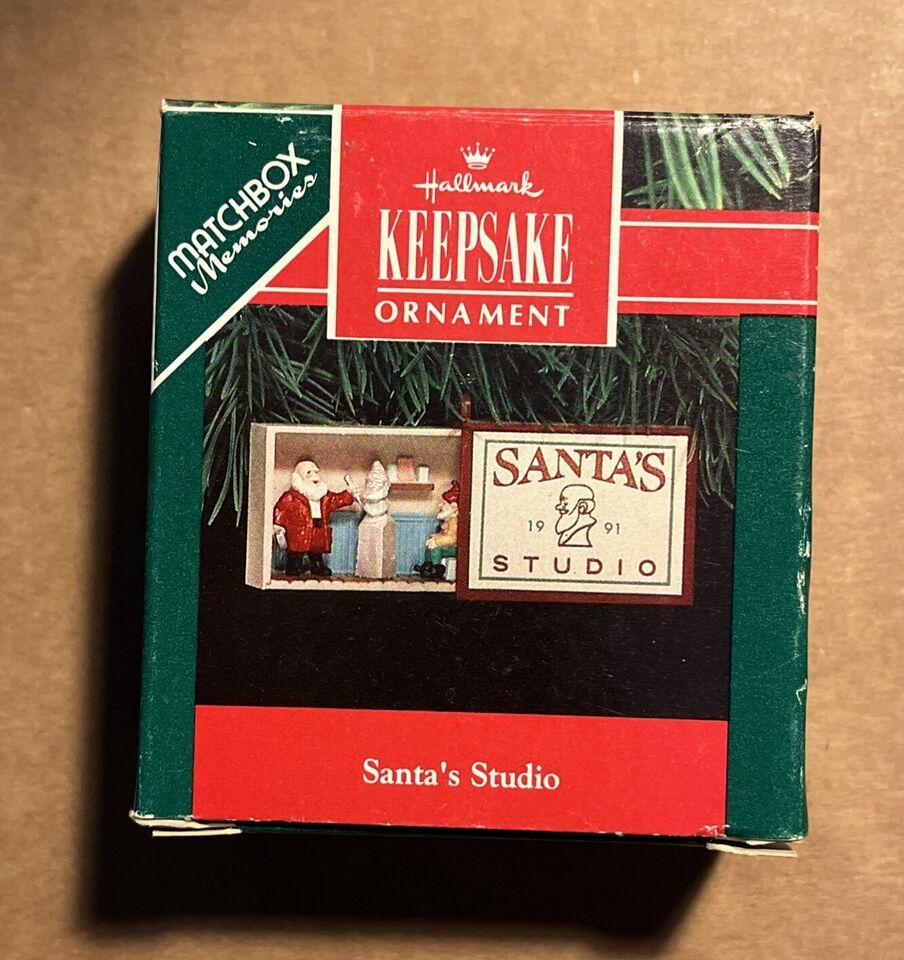 MATCHBOX
Memories
Hallmark
KEEPSAKE
ORNAMENT
SANTA'S
19 91
STUDIO
Santa's Studio